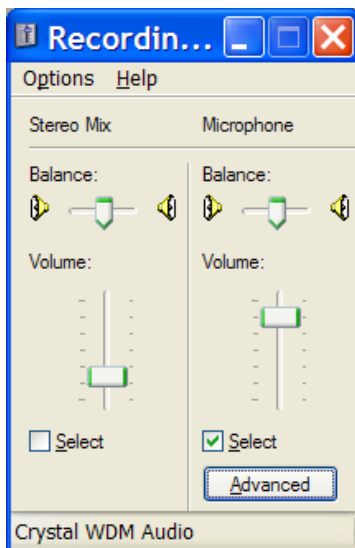 Recordin...
Options Help
Stereo Mix Microphone
Balance: Balance:
Volume: Volume:
Select Select
Advanced
Crystal WDM Audio